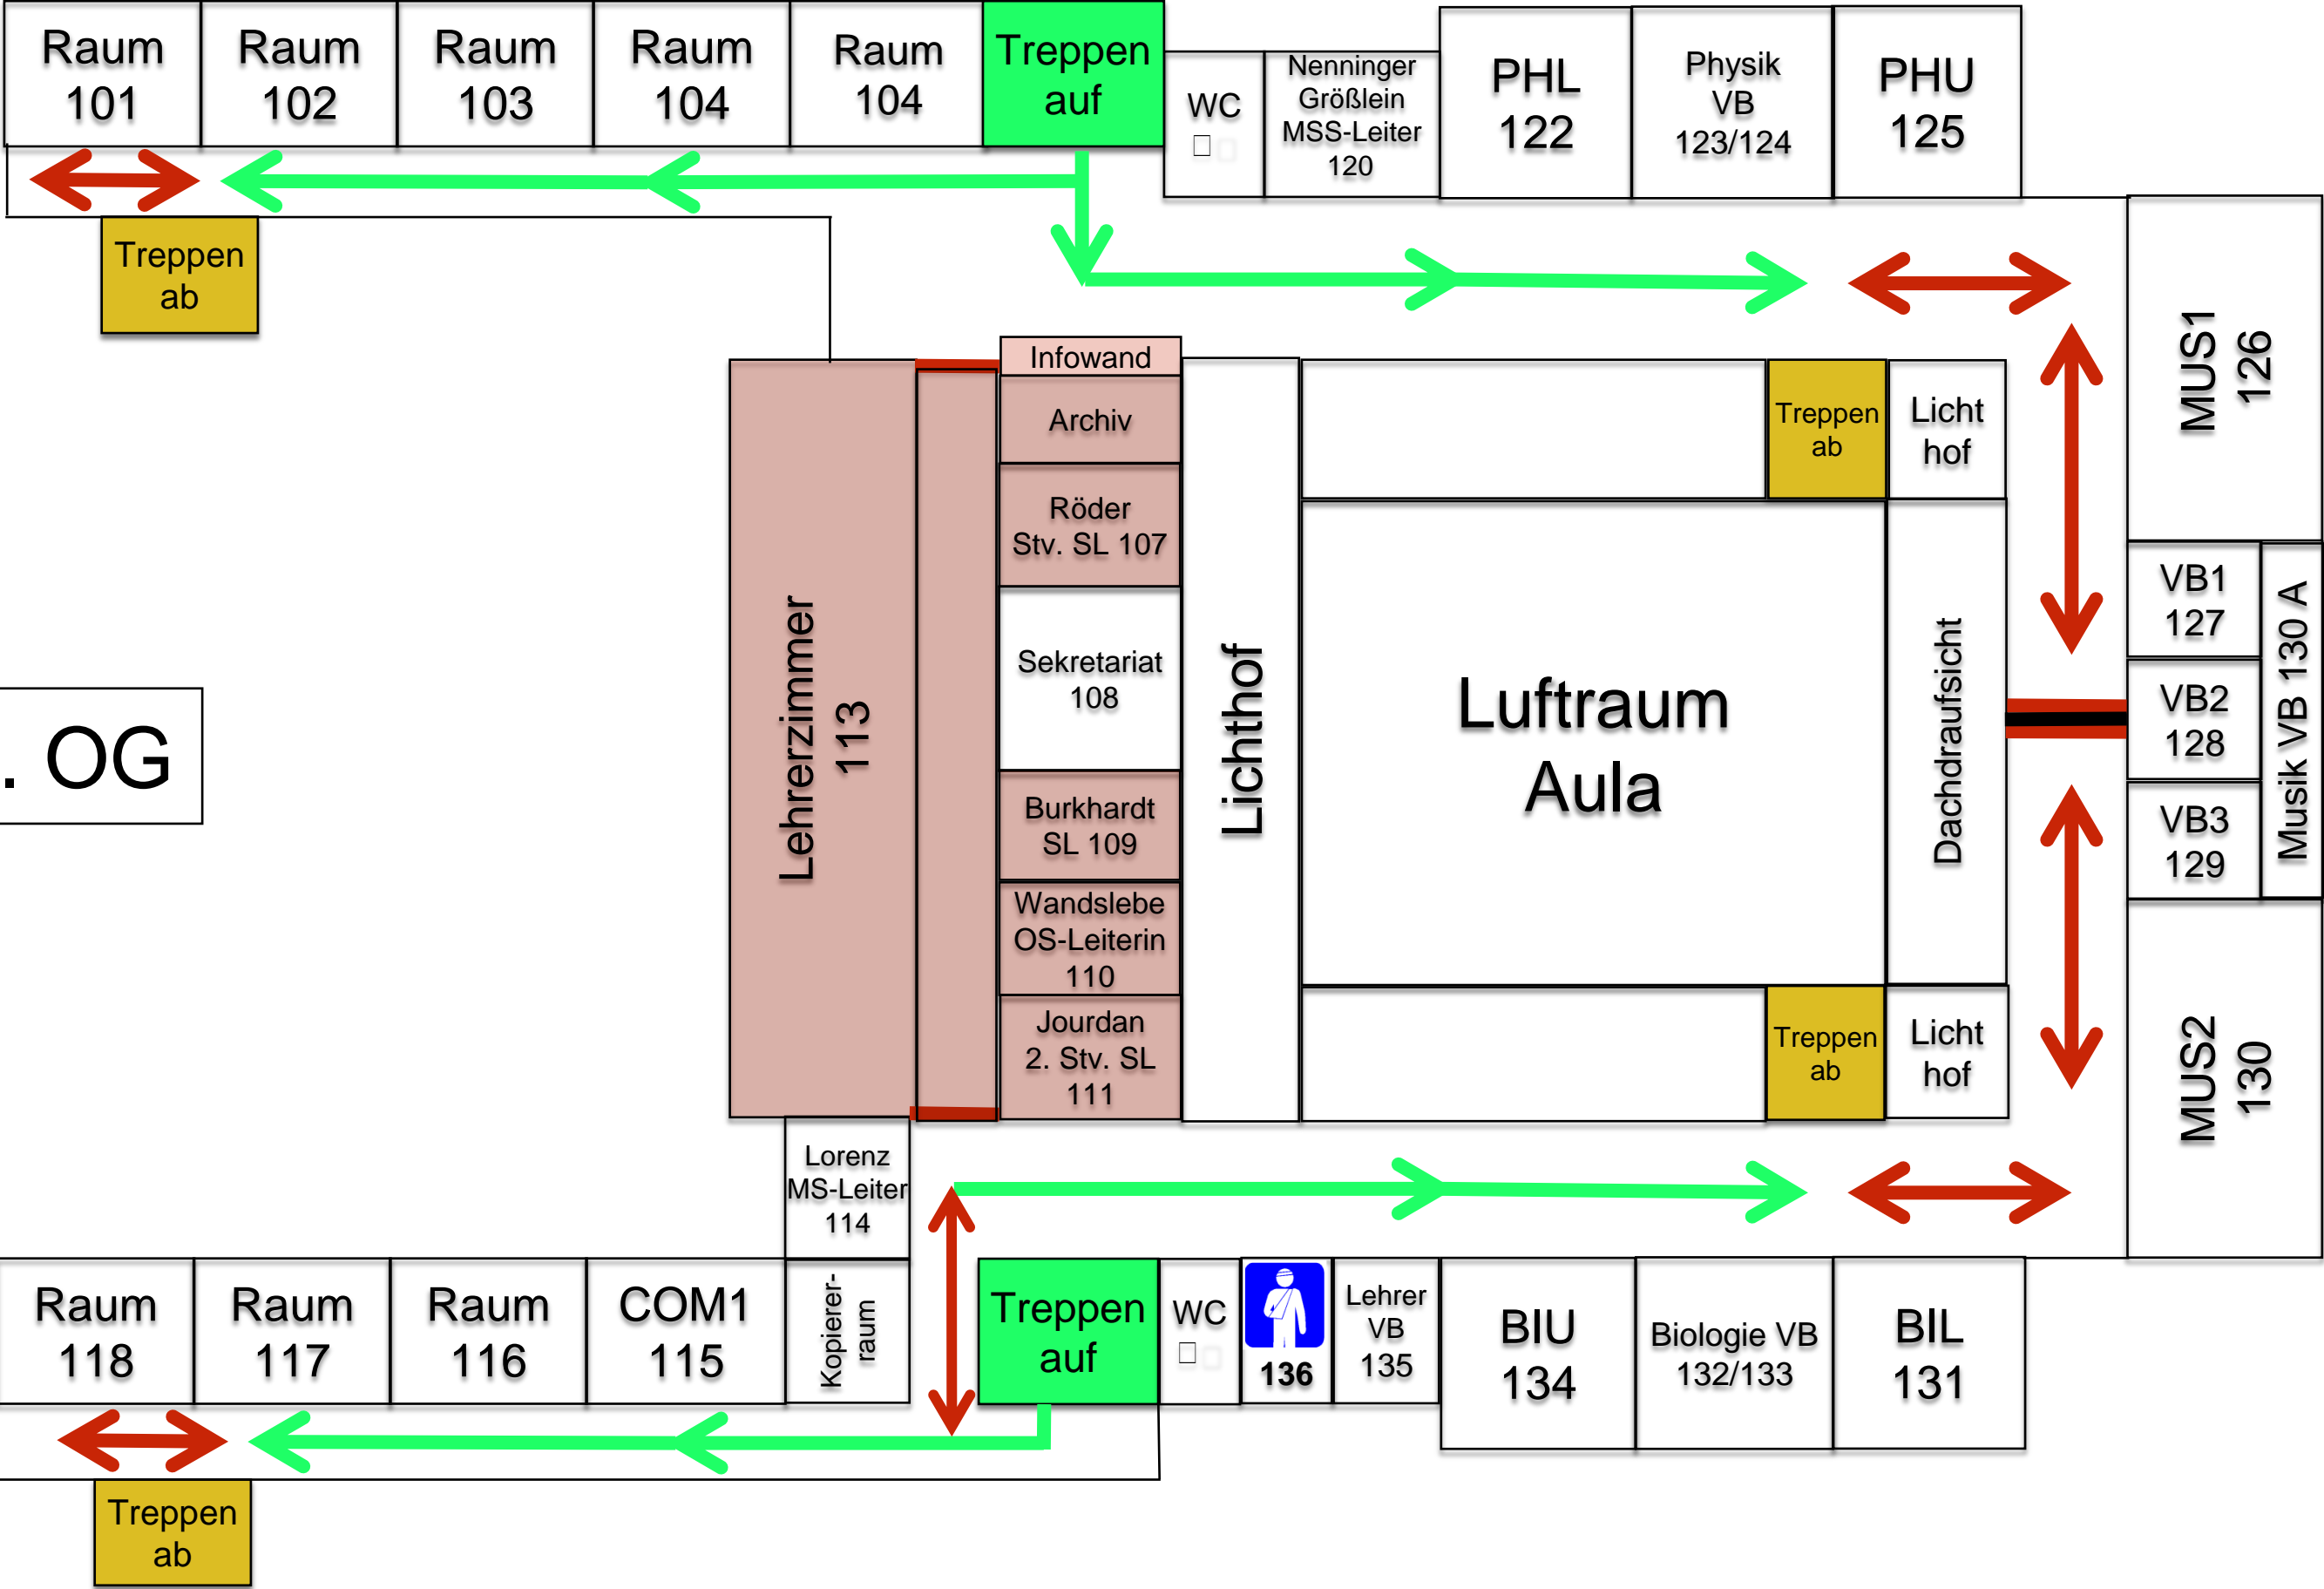 Raum
101
Raum
102
Raum
103
Raum
104
Raum
104
Treppen
auf
WC
Nenninger
Größlein
MSS-Leiter
120
PHL
122
Physik
VB
123/124
PHU
125
Treppen
ab
MUS1
126
Infowand
Archiv
Röder
Stv. SL 107
Sekretariat
108
Burkhardt
SL 109
Wandslebe
OS-Leiterin
110
Jourdan
2. Stv. SL
111
Lehrerzimmer
113
Lichthof
Treppen
ab
Licht
hof
Luftraum
Aula
Dachdraufsicht
VB1
127
VB2
128
VB3
129
Musik VB 130 A
. OG
Treppen
ab
Licht
hof
MUS2
130
Lorenz
MS-Leiter
114
Raum
118
Raum
117
Raum
116
COM1
115
Kopierer-
raum
Treppen
auf
WC
136
Lehrer
VB
135
BIU
134
Biologie VB
132/133
BIL
131
Treppen
ab